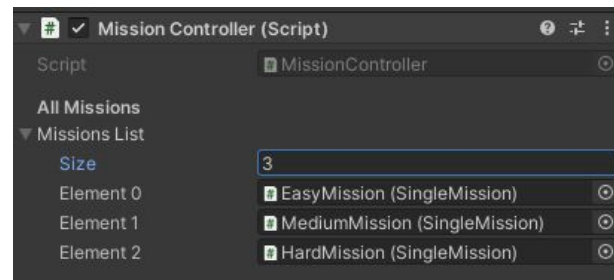 # Mission Controller (Script)
Script # MissionController
All Missions
Missions List
Size 3
Element 0 # EasyMission (SingleMission)
Element 1 # MediumMission (SingleMission)
Element 2 # HardMission (SingleMission)